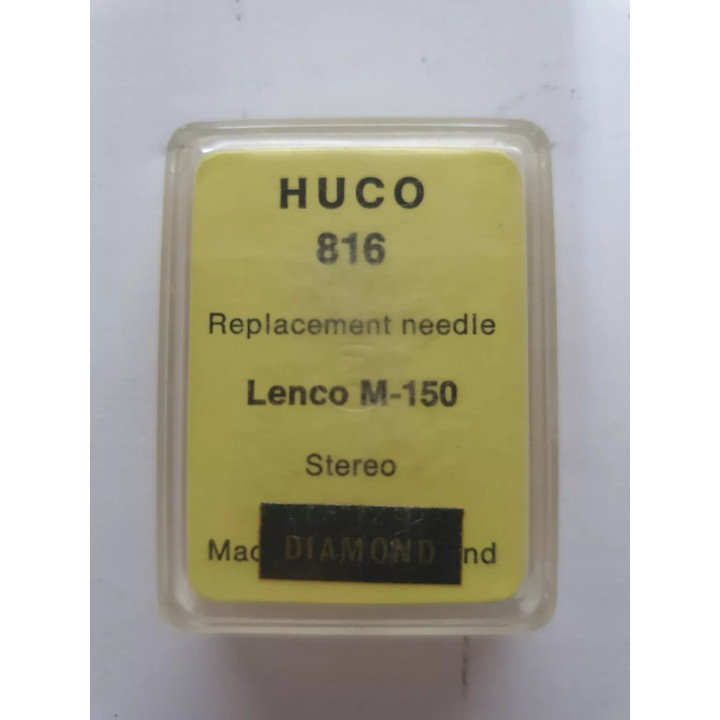 HUCO
816
Replacement needle
Lenco M-150
Stereo
DIAMOND